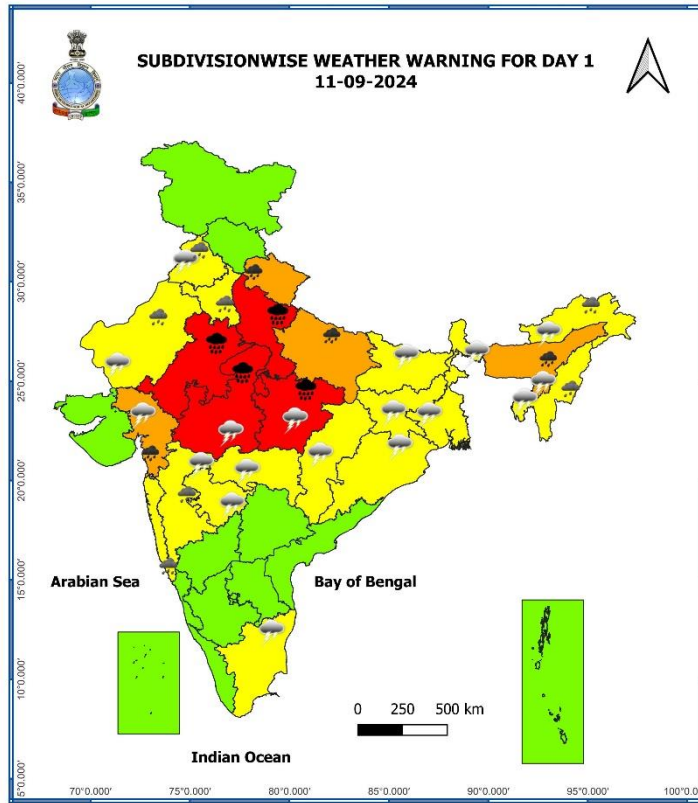 SUBDIVISIONWISE WEATHER WARNING FOR DAY 1
11-09-2024
40°0.000'
35°0.000'
30°0.000'
25°0.000'
20°0.000'
15°0.000'
10°0.000'
5°0.000'
Arabian Sea
Bay of Bengal
0 250 500 km
Indian Ocean
70°0.000' 75°0.000' 80°0.000' 85°0.000' 90°0.000' 95°0.000' 100°0.0